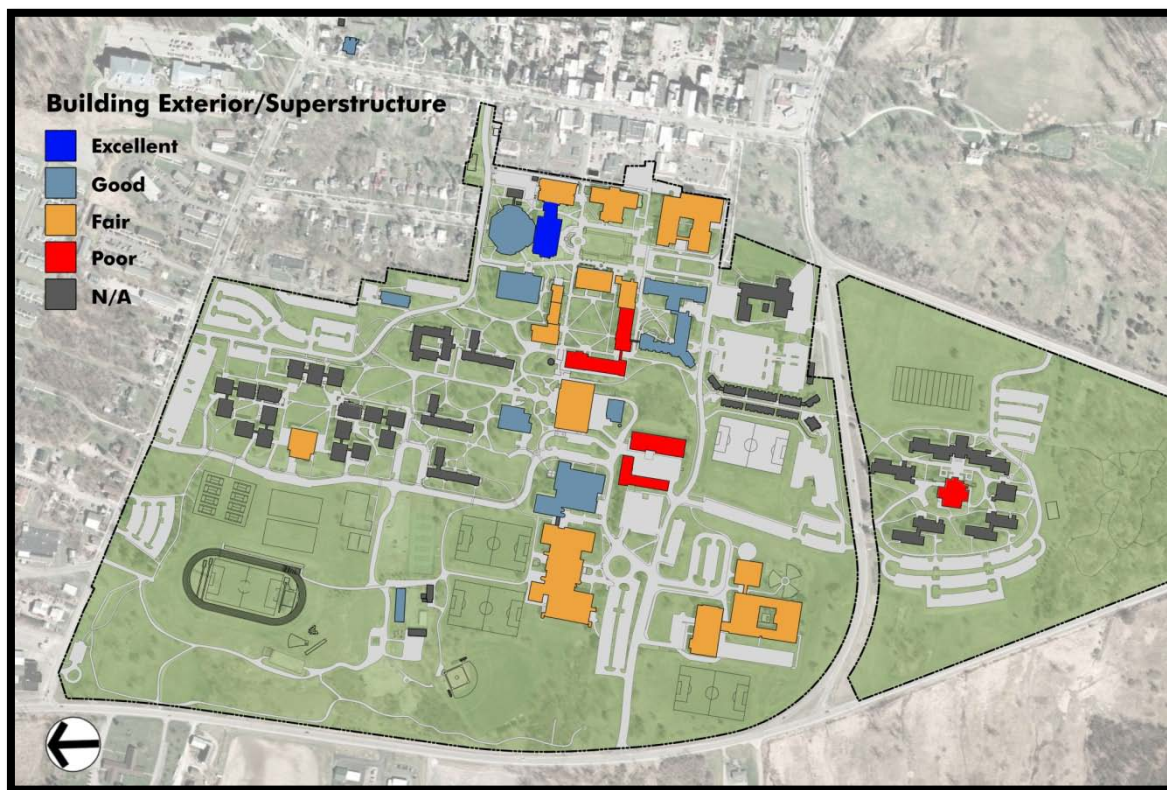 Building Exterior/Superstructure
Excellent
Good
Fair
Poor
N/A